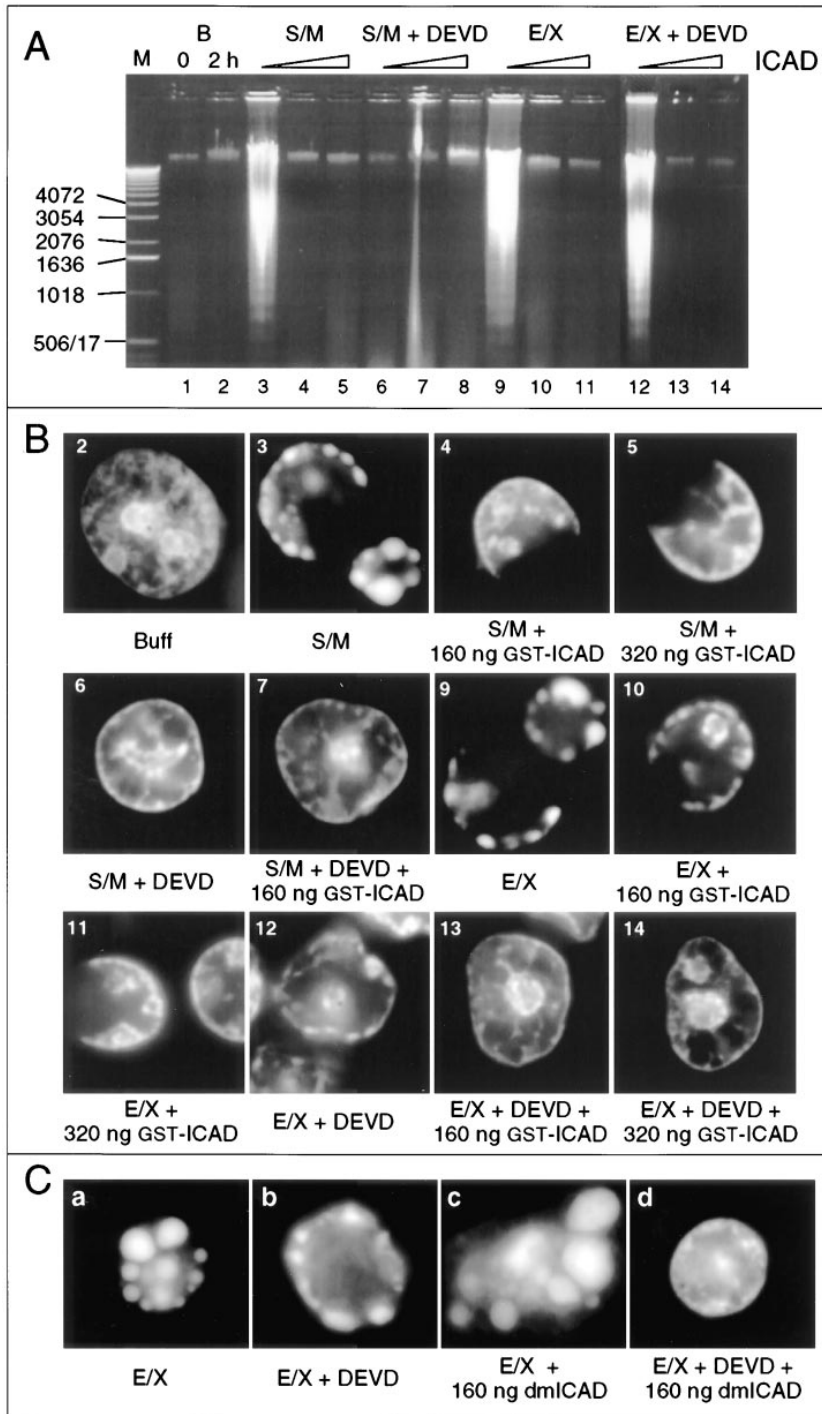 A
B S/M S/M + DEVD E/X E/X + DEVD
M 0 2 h ICAD
4072
3054
2076
1636
1018
506/17
1 2 3 4 5 6 7 8 9 10 11 12 13 14
B
2 3 4 5
Buff S/M S/M + 160 ng GST-ICAD S/M + 320 ng GST-ICAD
6 7 9 10
S/M + DEVD S/M + DEVD + 160 ng GST-ICAD E/X E/X + 160 ng GST-ICAD
11 12 13 14
E/X + 320 ng GST-ICAD E/X + DEVD E/X + DEVD + 160 ng GST-ICAD E/X + DEVD + 320 ng GST-ICAD
C
a b c d
E/X E/X + DEVD E/X + 160 ng dmICAD E/X + DEVD + 160 ng dmICAD